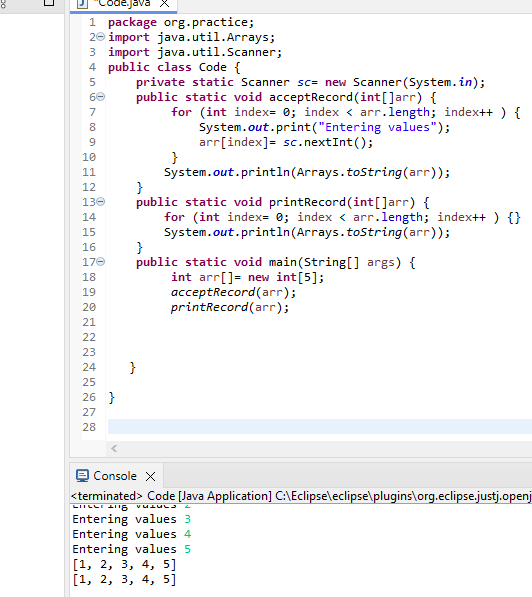 *Code.java
1 package org.practice;
2 import java.util.Arrays;
3 import java.util.Scanner;
4 public class Code {
5 private static Scanner sc= new Scanner(System.in);
6 public static void acceptRecord(int[]arr) {
7 for (int index= 0; index < arr.length; index++ ) {
8 System.out.print("Entering values");
9 arr[index]= sc.nextInt();
10 }
11 System.out.println(Arrays.toString(arr));
12 }
13 public static void printRecord(int[]arr) {
14 for (int index= 0; index < arr.length; index++ ) {}
15 System.out.println(Arrays.toString(arr));
16 }
17 public static void main(String[] args) {
18 int arr[]= new int[5];
19 acceptRecord(arr);
20 printRecord(arr);
21
22
23
24 }
25
26 }
27
28
Console
<terminated> Code [Java Application] C:\Eclipse\eclipse\plugins\org.eclipse.justj.openj
Entering values 2
Entering values 3
Entering values 4
Entering values 5
[1, 2, 3, 4, 5]
[1, 2, 3, 4, 5]